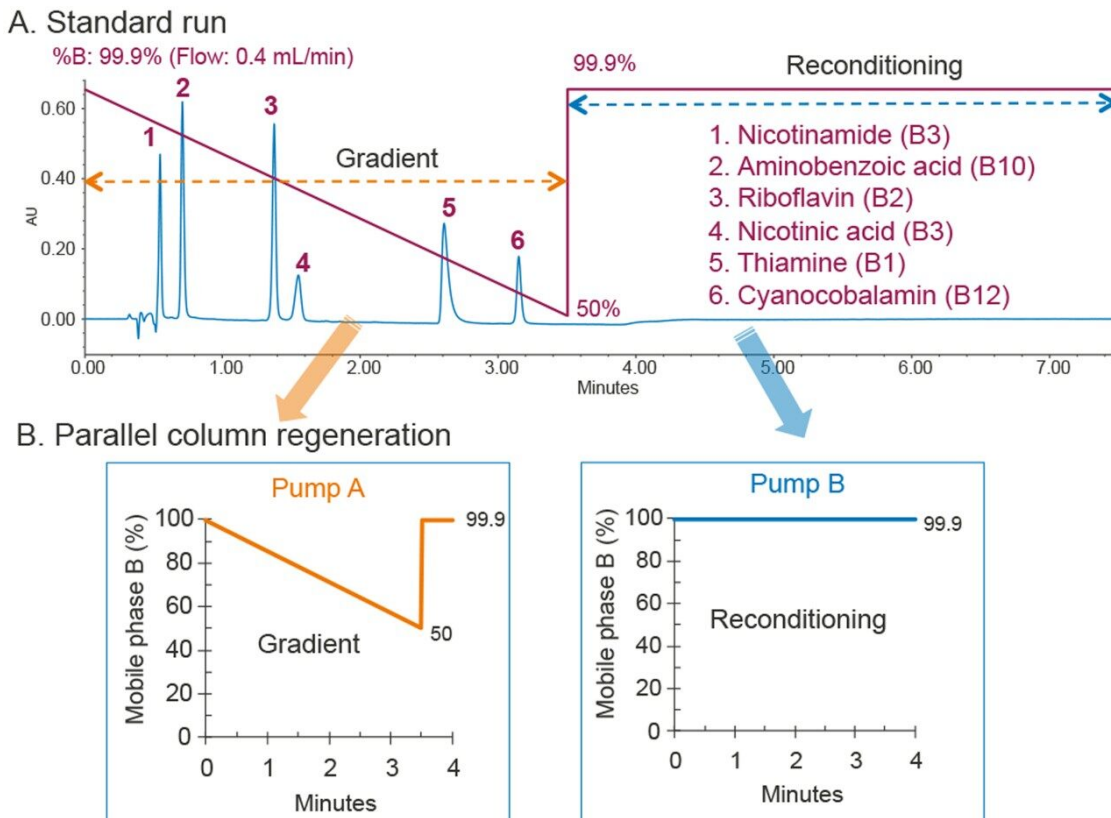 A. Standard run
%B: 99.9% (Flow: 0.4 mL/min)
99.9%
Reconditioning
0.60
0.40
0.20
0.00
AU
1
2
3
4
5
6
Gradient
50%
1. Nicotinamide (B3)
2. Aminobenzoic acid (B10)
3. Riboflavin (B2)
4. Nicotinic acid (B3)
5. Thiamine (B1)
6. Cyanocobalamin (B12)
0.00 1.00 2.00 3.00 4.00 5.00 6.00 7.00
Minutes
B. Parallel column regeneration
Pump A
Mobile phase B (%)
100
80
60
40
20
0
99.9
50
Gradient
0 1 2 3 4
Minutes
Pump B
Mobile phase B (%)
100
80
60
40
20
0
99.9
Reconditioning
0 1 2 3 4
Minutes